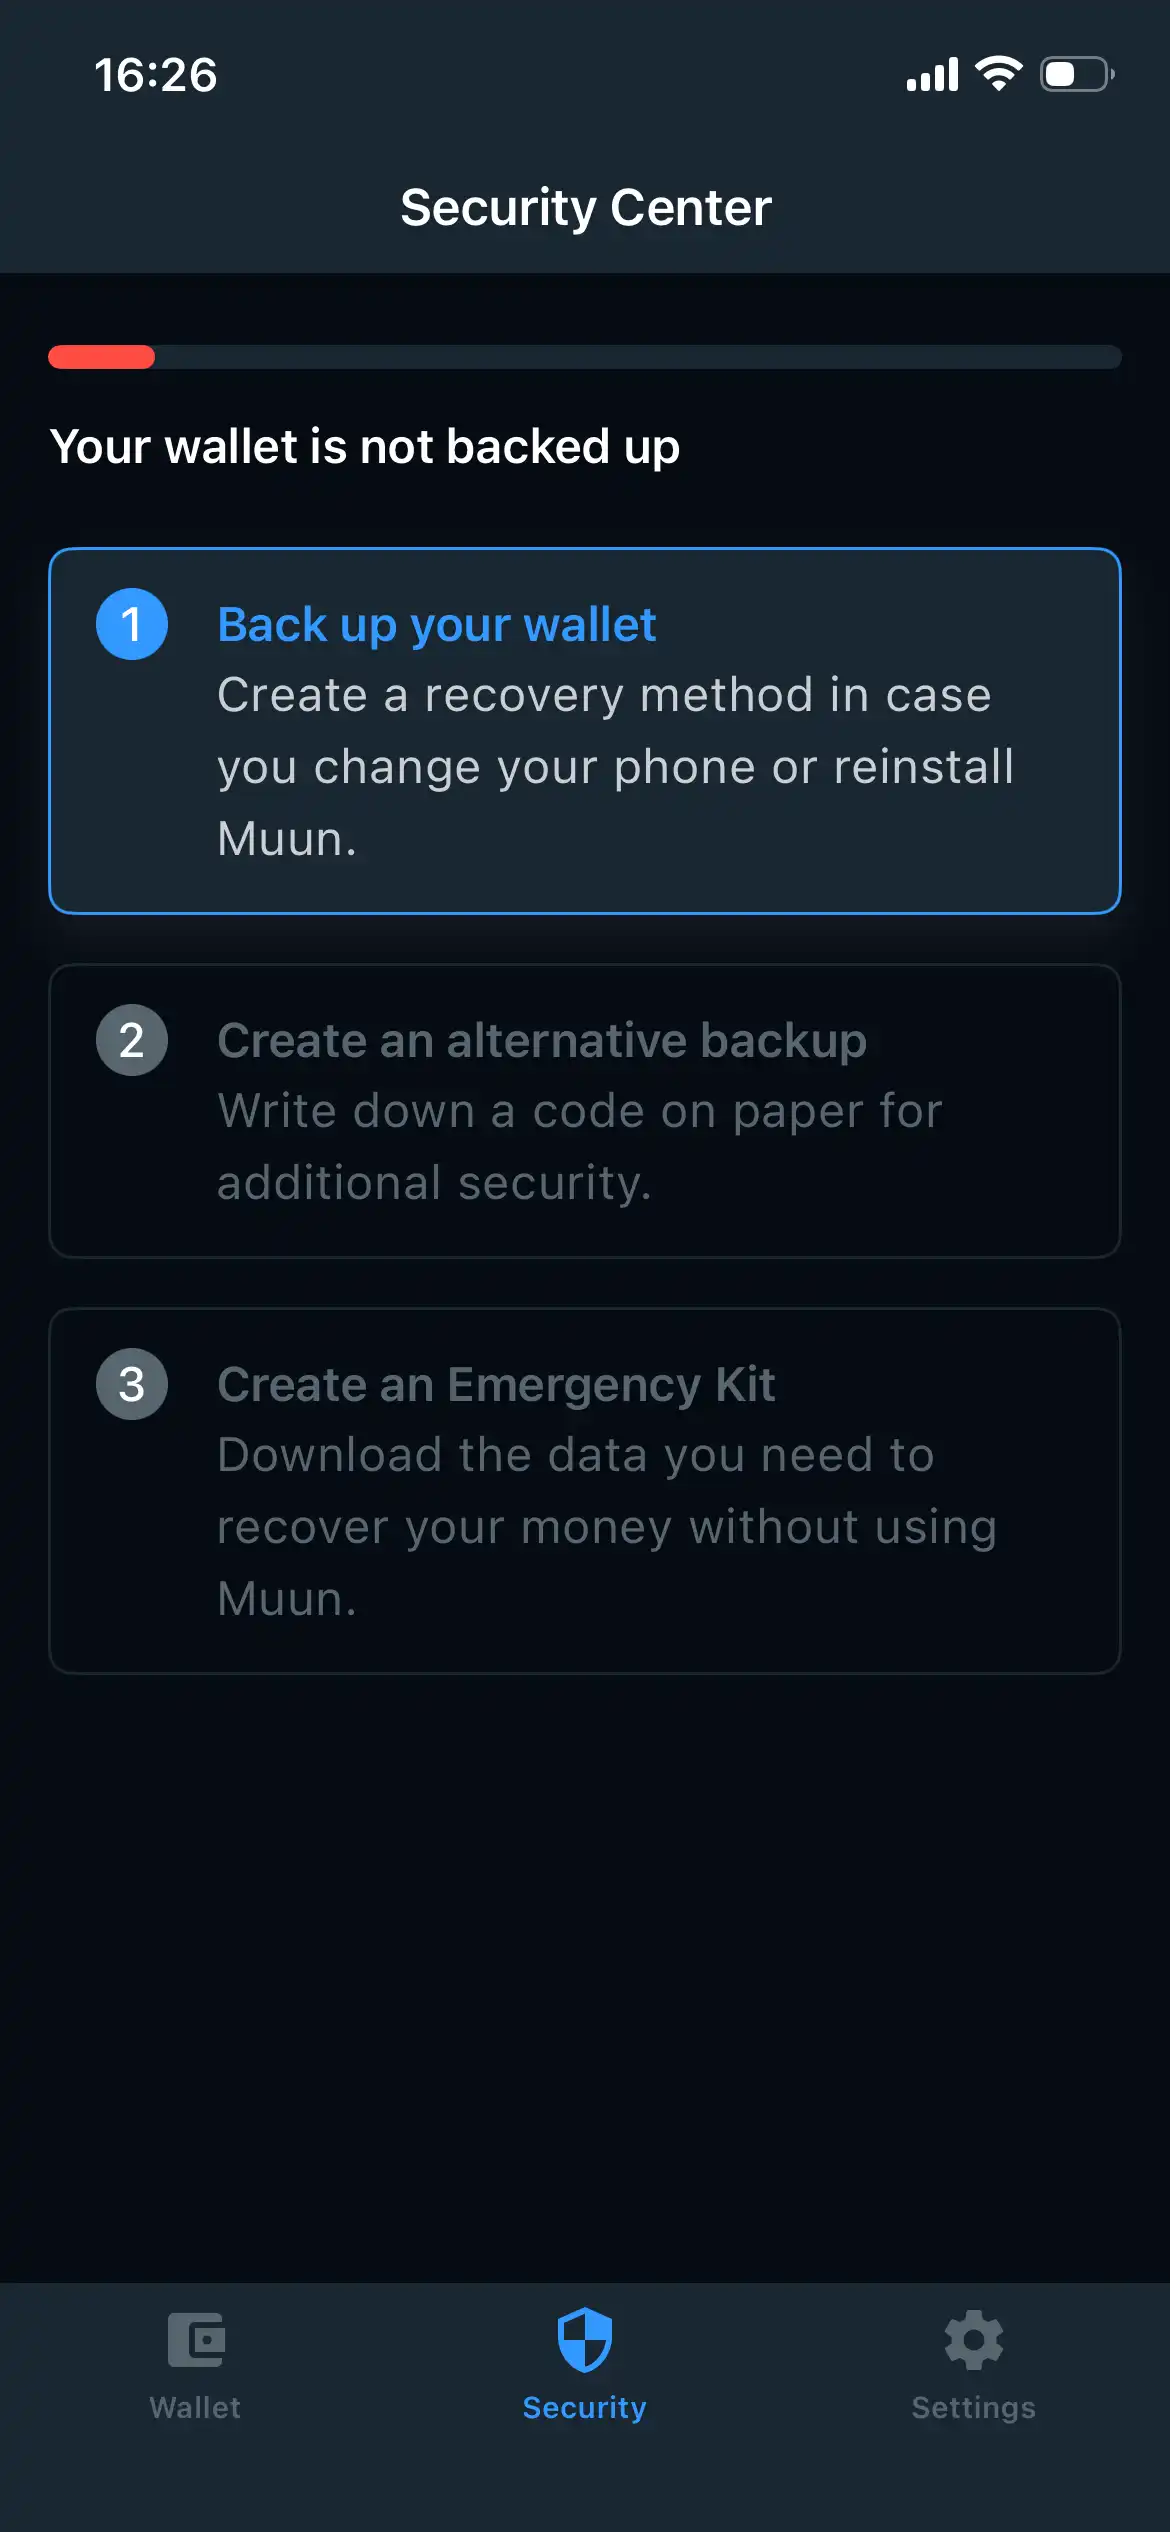 16:26
Security Center
Your wallet is not backed up
1
Back up your wallet
Create a recovery method in case
you change your phone or reinstall
Muun.
2
Create an alternative backup
Write down a code on paper for
additional security.
3
Create an Emergency Kit
Download the data you need to
recover your money without using
Muun.
Wallet
Security
Settings